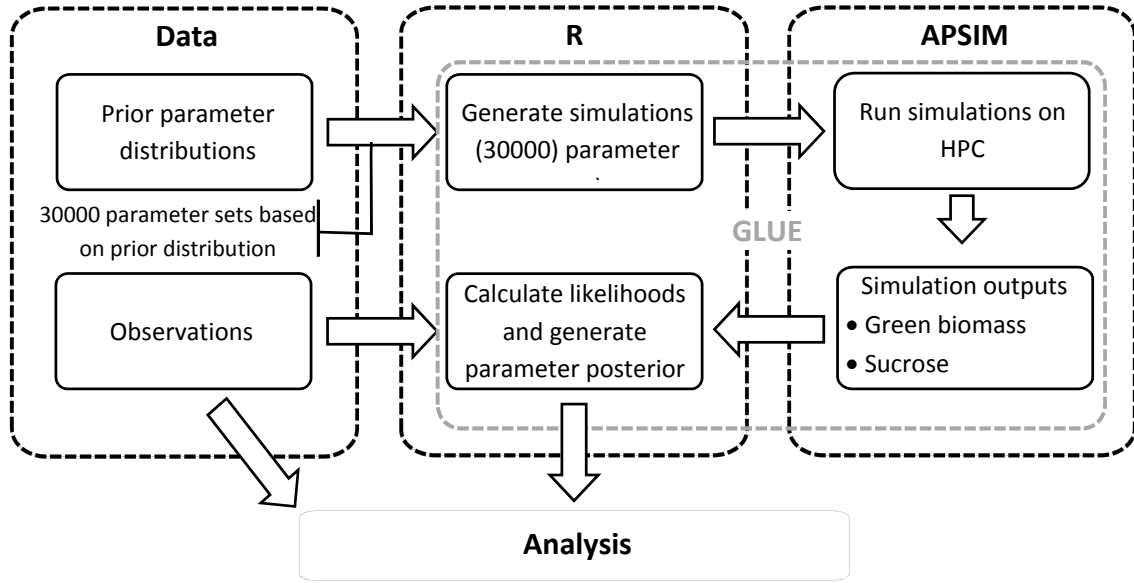 Data
R
APSIM
Prior parameter
distributions
Generate simulations
(30000) parameter
Run simulations on
HPC
30000 parameter sets based
on prior distribution
GLUE
Observations
Calculate likelihoods
and generate
parameter posterior
Simulation outputs
• Green biomass
• Sucrose
Analysis